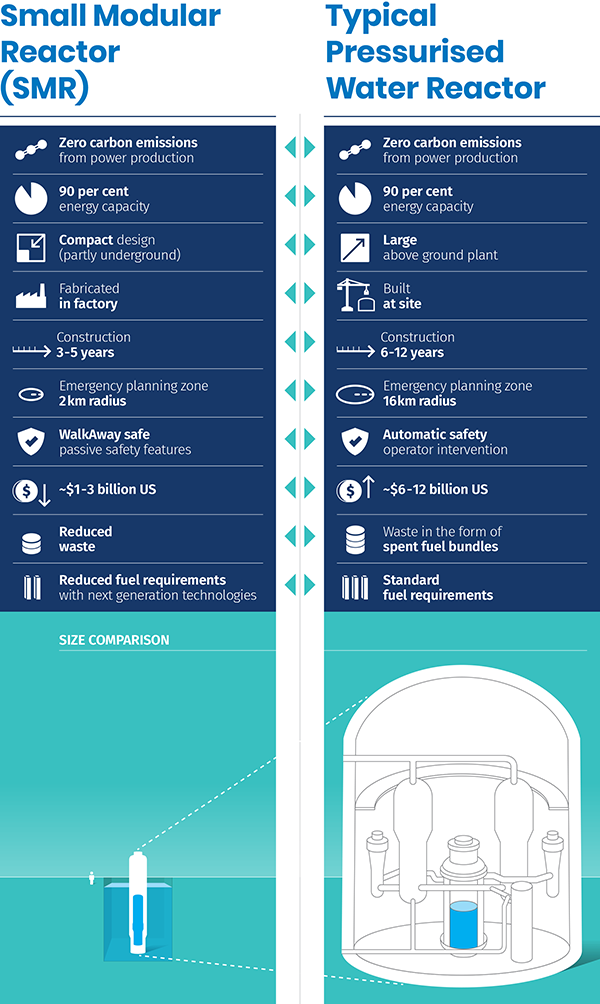 Small Modular
Reactor
(SMR)
Typical
Pressurised
Water Reactor
Zero carbon emissions
from power production
Zero carbon emissions
from power production
90 per cent
energy capacity
90 per cent
energy capacity
Compact design
(partly underground)
Large
above ground plant
Fabricated
in factory
Built
at site
Construction
3-5 years
Construction
6-12 years
Emergency planning zone
2km radius
Emergency planning zone
16km radius
WalkAway safe
passive safety features
Automatic safety
operator intervention
$
~$1-3 billion US
$
~$6-12 billion US
Reduced
waste
Waste in the form of
spent fuel bundles
Reduced fuel requirements
with next generation technologies
Standard
fuel requirements
SIZE COMPARISON